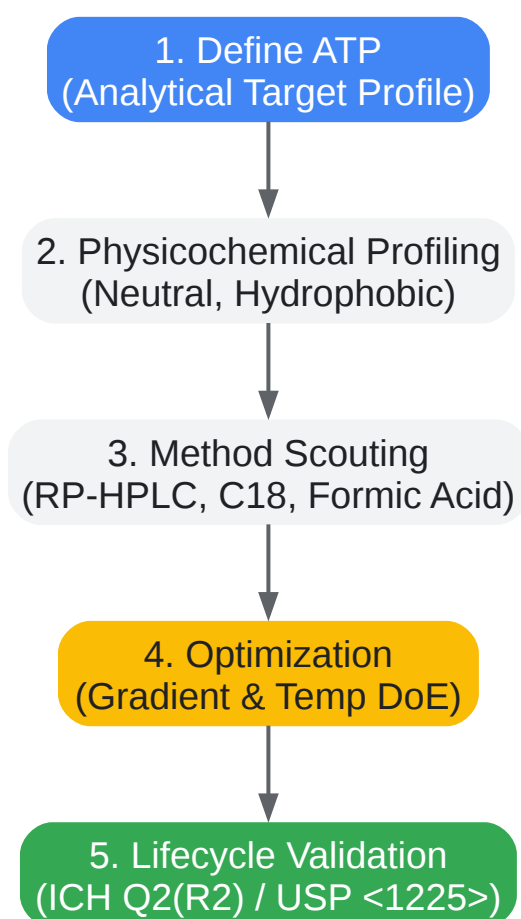 1. Define ATP
(Analytical Target Profile)
2. Physicochemical Profiling
(Neutral, Hydrophobic)
3. Method Scouting
(RP-HPLC, C18, Formic Acid)
4. Optimization
(Gradient & Temp DoE)
5. Lifecycle Validation
(ICH Q2(R2) / USP <1225>)